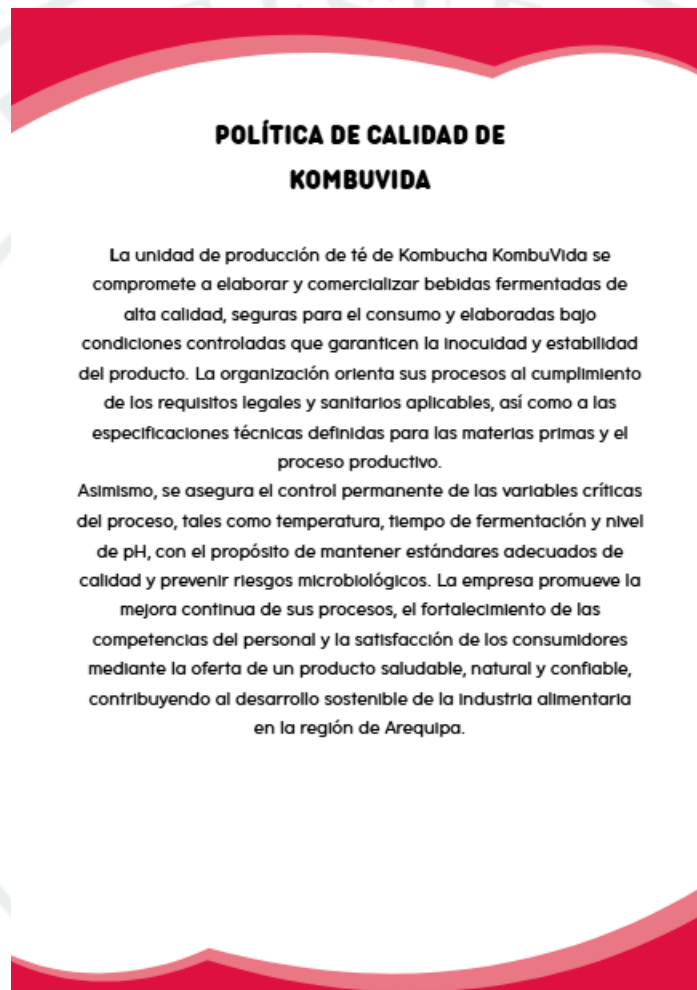 POLÍTICA DE CALIDAD DE
KOMBUVIDA
La unidad de producción de té de Kombucha KombuVida se
compromete a elaborar y comercializar bebidas fermentadas de
alta calidad, seguras para el consumo y elaboradas bajo
condiciones controladas que garanticen la inocuidad y estabilidad
del producto. La organización orienta sus procesos al cumplimiento
de los requisitos legales y sanitarios aplicables, así como a las
especificaciones técnicas definidas para las materias primas y el
proceso productivo.
Asimismo, se asegura el control permanente de las variables críticas
del proceso, tales como temperatura, tiempo de fermentación y nivel
de pH, con el propósito de mantener estándares adecuados de
calidad y prevenir riesgos microbiológicos. La empresa promueve la
mejora continua de sus procesos, el fortalecimiento de las
competencias del personal y la satisfacción de los consumidores
mediante la oferta de un producto saludable, natural y confiable,
contribuyendo al desarrollo sostenible de la industria alimentaria
en la región de Arequipa.